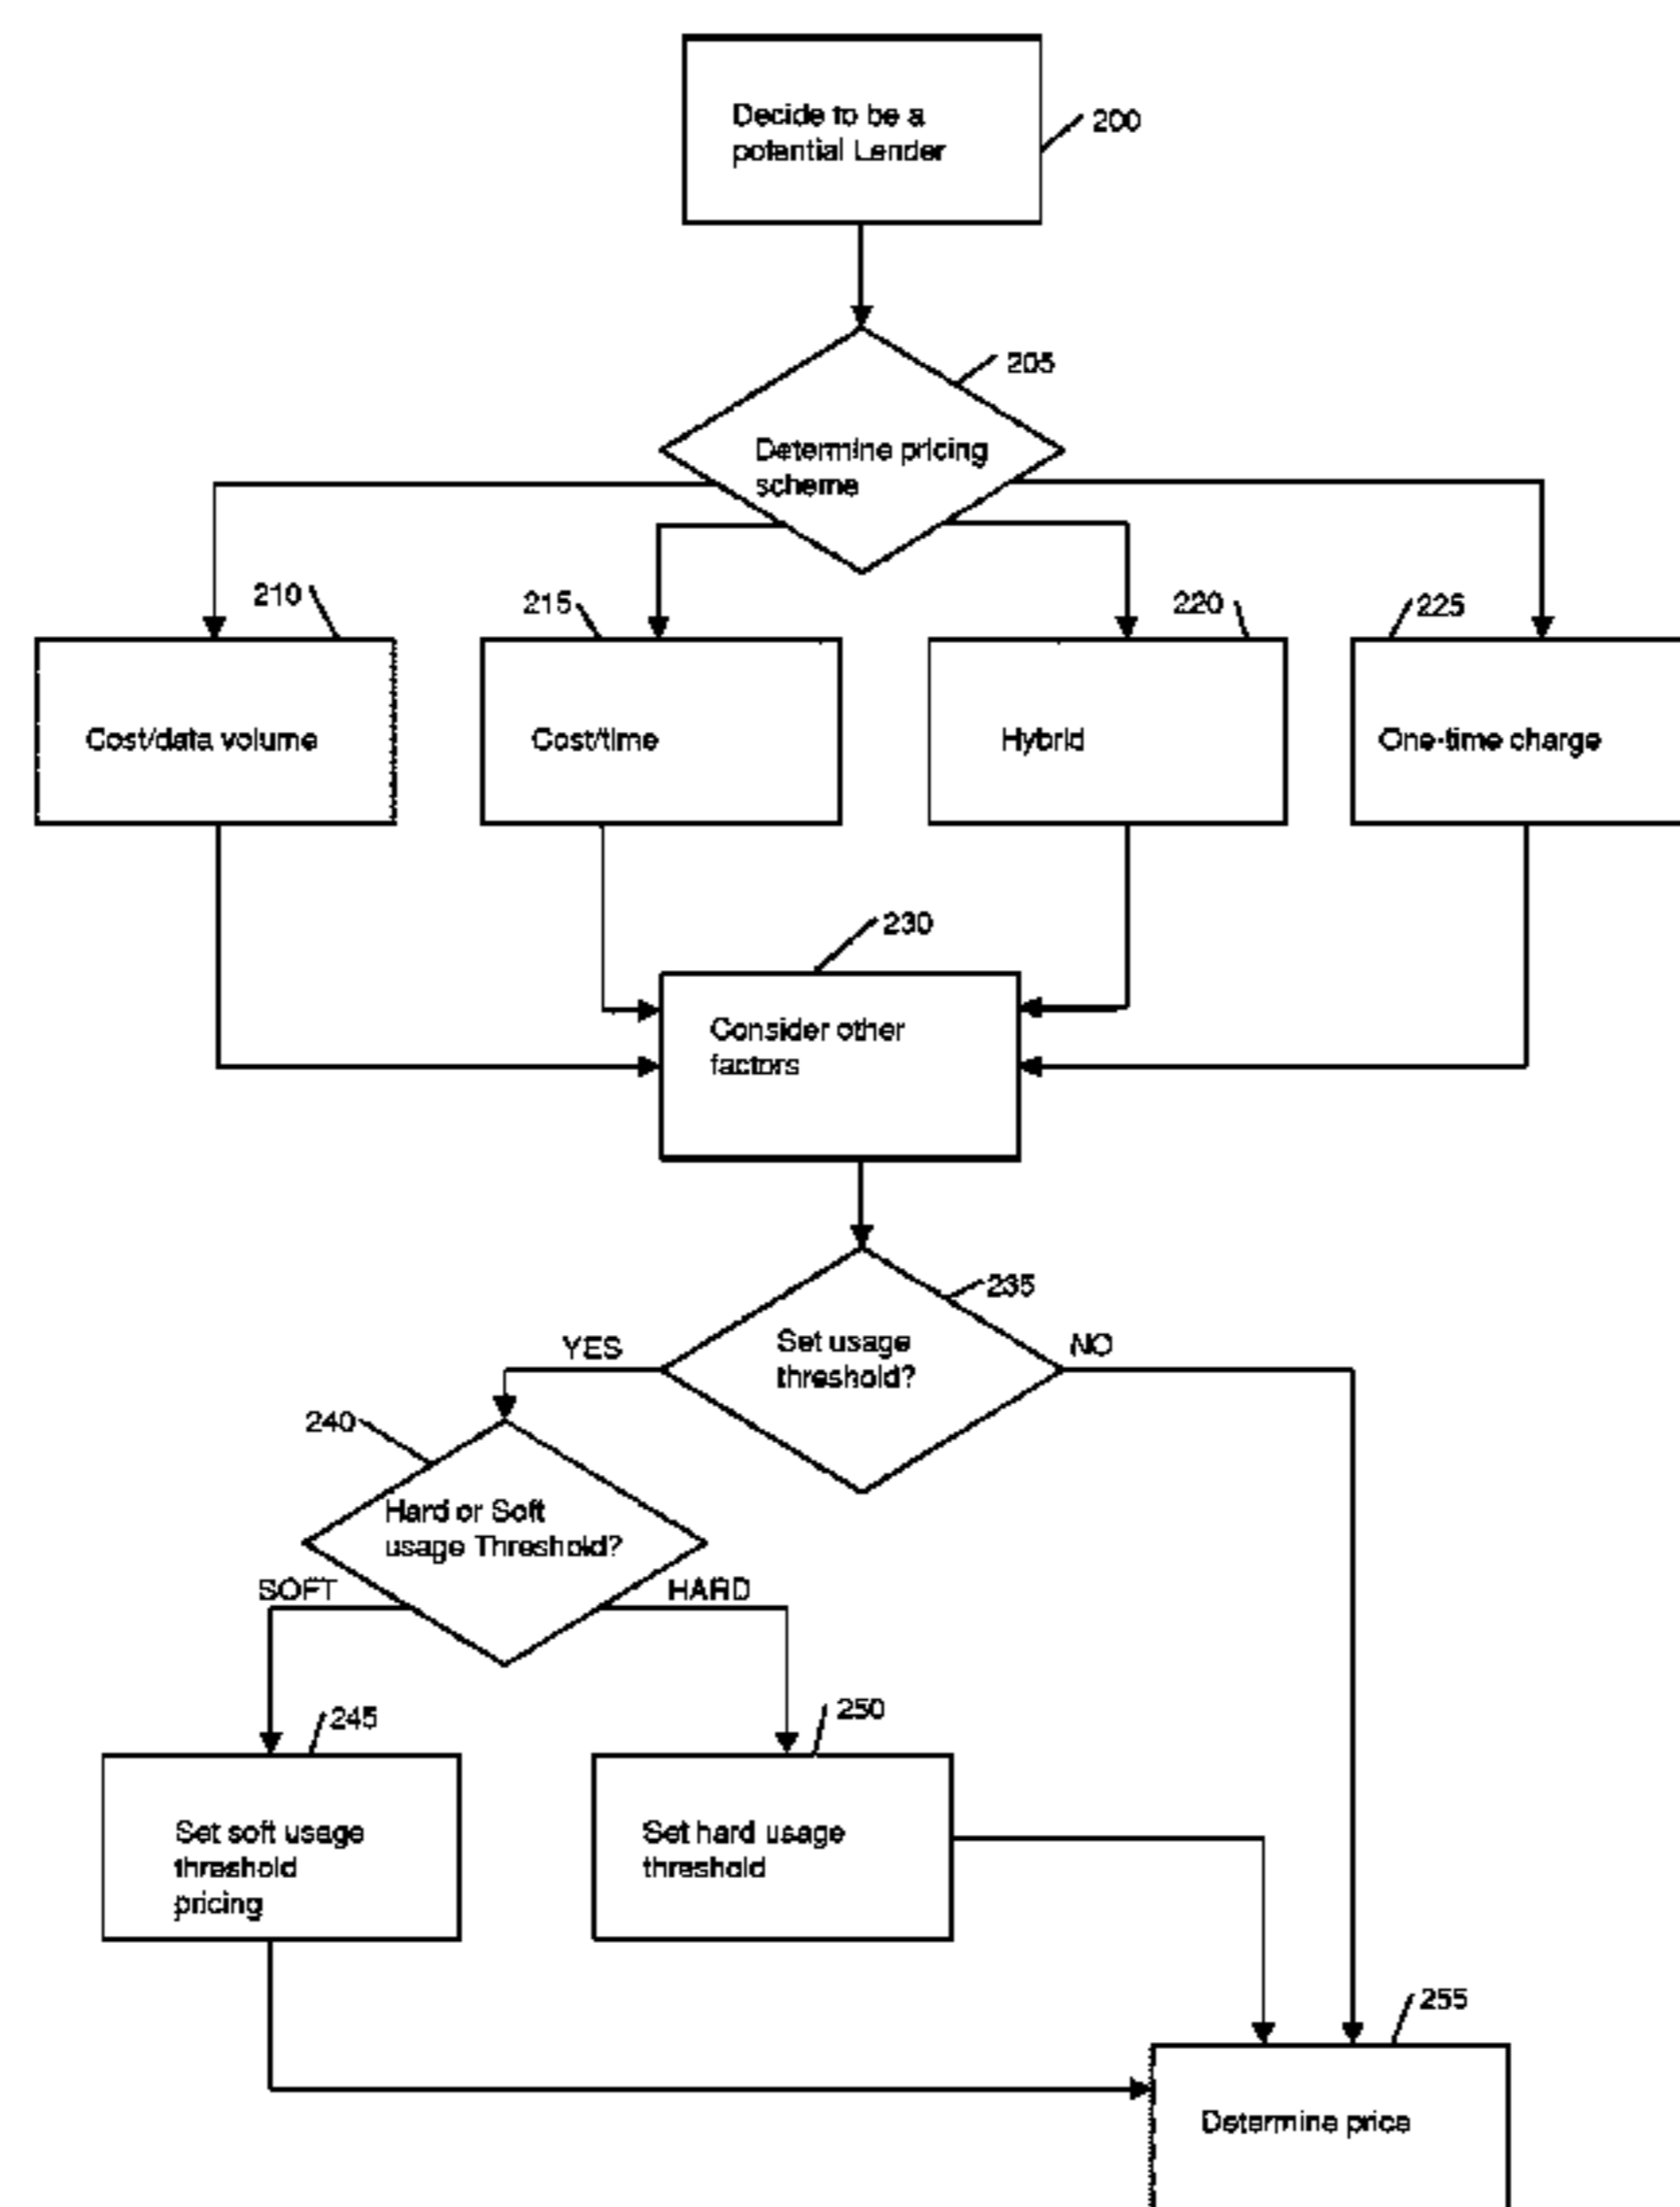 Decide to be a
potential Lender
200
205
Determine pricing
scheme
210
215
220
225
Cost/data volume
Cost/time
Hybrid
One-time charge
230
Consider other
factors
235
YES
Set usage
threshold?
NO
240
Hard or Soft
usage Threshold?
SOFT
HARD
245
250
Set soft usage
threshold
pricing
Set hard usage
threshold
255
Determine price